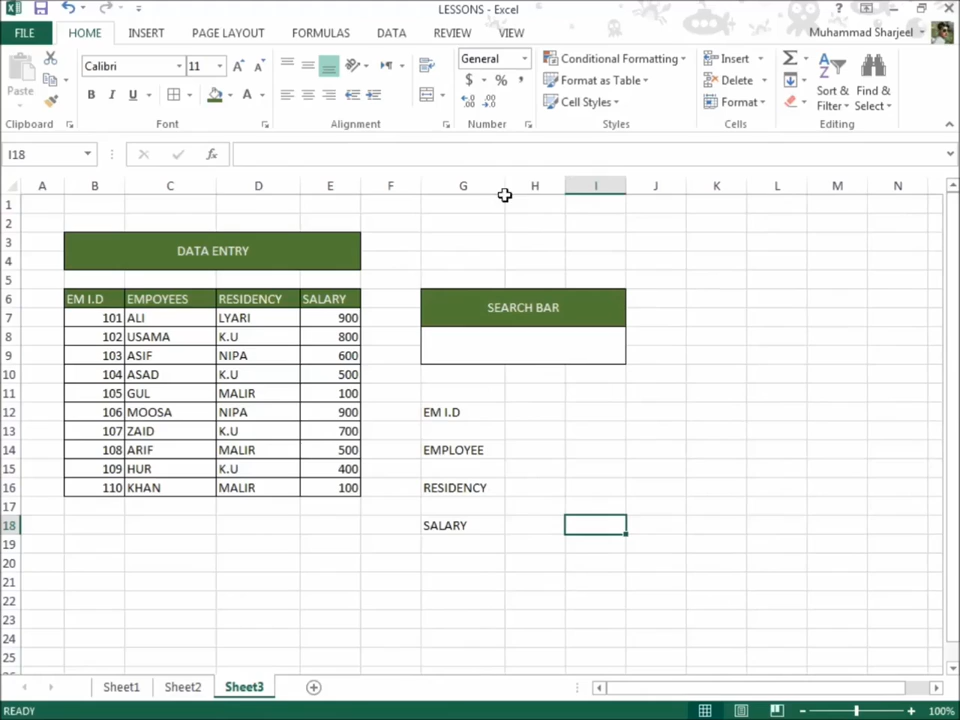 LESSONS - Excel
?
FILE HOME INSERT PAGE LAYOUT FORMULAS DATA REVIEW VIEW Muhammad Sharjeel
Paste
Calibri 11
B I U A
General
$ % ,
Conditional Formatting
Format as Table
Cell Styles
Insert
Delete
Format
Sort & Filter
Find & Select
Clipboard Font Alignment Number Styles Cells Editing
I18 fx
A B C D E F G H I J K L M N
1
2
3
4
DATA ENTRY
5
6 EM I.D EMPOYEES RESIDENCY SALARY
SEARCH BAR
7 101 ALI LYARI 900
8 102 USAMA K.U 800
9 103 ASIF NIPA 600
10 104 ASAD K.U 500
11 105 GUL MALIR 100
12 106 MOOSA NIPA 900 EM I.D
13 107 ZAID K.U 700
14 108 ARIF MALIR 500 EMPLOYEE
15 109 HUR K.U 400
16 110 KHAN MALIR 100 RESIDENCY
17
18 SALARY
19
20
21
22
23
24
25
Sheet1 Sheet2 Sheet3
READY 100%